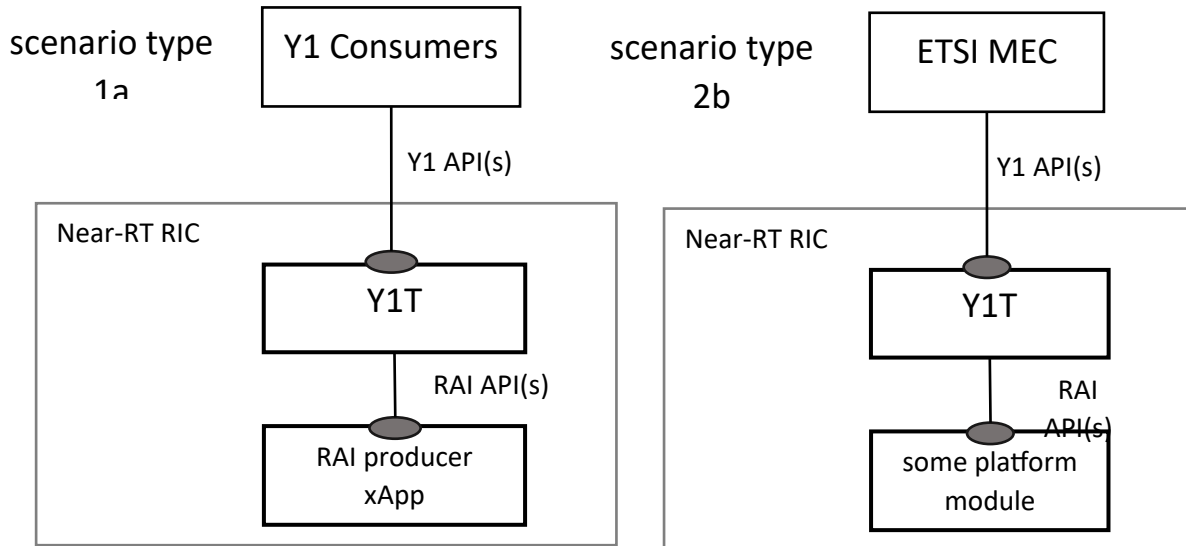 scenario type
1a
Y1 Consumers
Y1 API(s)
Near-RT RIC
Y1T
RAI API(s)
RAI producer
xApp
scenario type
2b
ETSI MEC
Y1 API(s)
Near-RT RIC
Y1T
RAI
API(s)
some platform
module